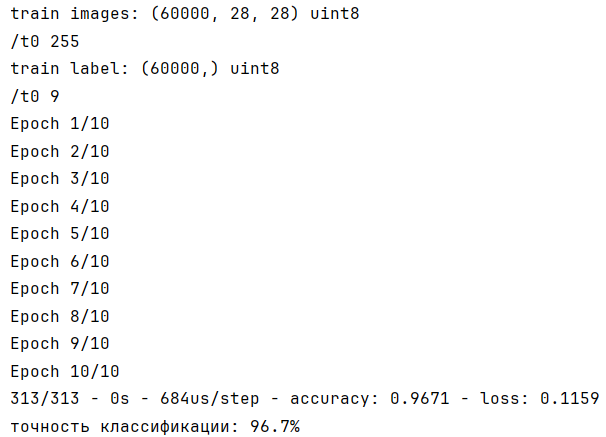 train images: (60000, 28, 28) uint8
/t0 255
train label: (60000,) uint8
/t0 9
Epoch 1/10
Epoch 2/10
Epoch 3/10
Epoch 4/10
Epoch 5/10
Epoch 6/10
Epoch 7/10
Epoch 8/10
Epoch 9/10
Epoch 10/10
313/313 - 0s - 684us/step - accuracy: 0.9671 - loss: 0.1159
точность классификации: 96.7%